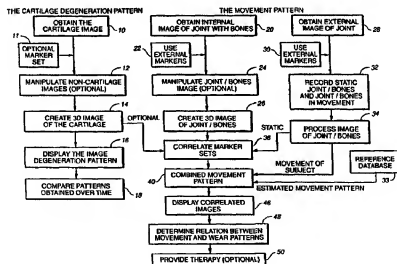 THE CARTILAGE DEGENERATION PATTERN
THE MOVEMENT PATTERN
OBTAIN THE
CARTILAGE IMAGE
10
11
OPTIONAL
MARKER
SET
12
MANIPULATE NON-CARTILAGE
IMAGES (OPTIONAL)
14
CREATE 3D IMAGE
OF THE CARTILAGE
16
DISPLAY THE IMAGE
DEGENERATION PATTERN
COMPARE PATTERNS
OBTAINED OVER TIME
18
OBTAIN INTERNAL
IMAGE OF JOINT WITH BONES
20
22
USE
EXTERNAL
MARKERS
24
MANIPULATE JOINT / BONES
IMAGE (OPTIONAL)
26
CREATE 3D IMAGE
OF JOINT / BONES
OPTIONAL
38
CORRELATE MARKER
SETS
OBTAIN EXTERNAL
IMAGE OF JOINT
28
30
USE
EXTERNAL
MARKERS
32
RECORD STATIC
JOINT / BONES
AND JOINT / BONES
IN MOVEMENT
34
PROCESS IMAGE
OF JOINT / BONES
STATIC
MOVEMENT OF
SUBJECT
REFERENCE
DATABASE
33
ESTIMATED MOVEMENT PATTERN
40
COMBINED MOVEMENT
PATTERN
46
DISPLAY CORRELATED
IMAGES
48
DETERMINE RELATION BETWEEN
MOVEMENT AND WEAR PATTERNS
50
PROVIDE THERAPY (OPTIONAL)